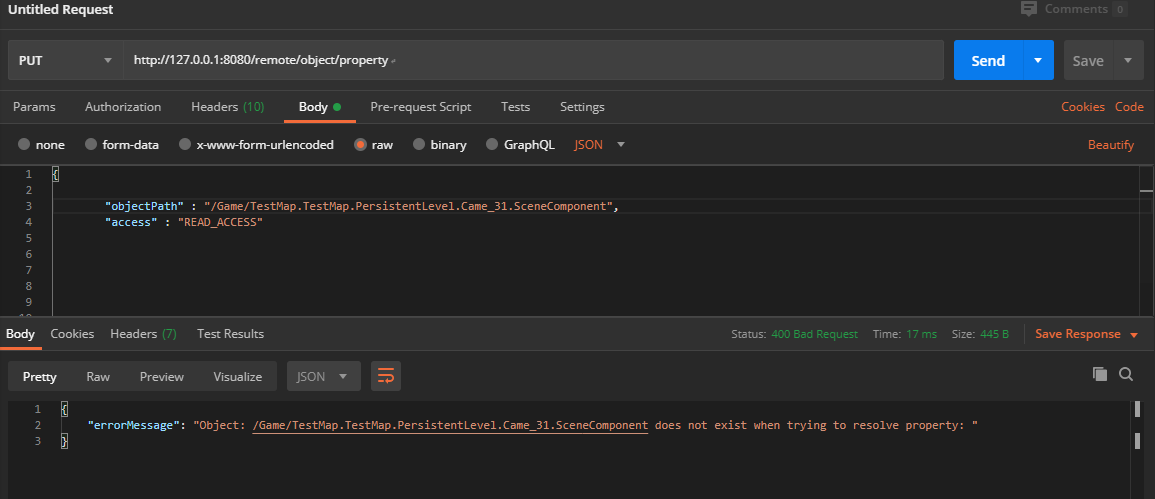 Untitled Request
Comments 0
PUT http://127.0.0.1:8080/remote/object/property Send Save
Params Authorization Headers (10) Body Pre-request Script Tests Settings Cookies Code
none form-data x-www-form-urlencoded raw binary GraphQL JSON Beautify
1 {
2
3 "objectPath" : "/Game/TestMap.TestMap.PersistentLevel.Came_31.SceneComponent",
4 "access" : "READ_ACCESS"
5
6
7
8
9
10
Body Cookies Headers (7) Test Results Status: 400 Bad Request Time: 17 ms Size: 445 B Save Response
Pretty Raw Preview Visualize JSON
1 {
2 "errorMessage": "Object: /Game/TestMap.TestMap.PersistentLevel.Came_31.SceneComponent does not exist when trying to resolve property: "
3 }